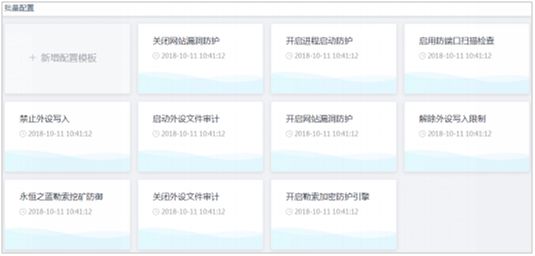 批量配置
+ 新增配置模板
关闭网站漏洞防护
2018-10-11 10:41:12
开启进程启动防护
2018-10-11 10:41:12
启用防端口扫描检查
2018-10-11 10:41:12
禁止外设写入
2018-10-11 10:41:12
启动外设文件审计
2018-10-11 10:41:12
开启网站漏洞防护
2018-10-11 10:41:12
解除外设写入限制
2018-10-11 10:41:12
永恒之蓝勒索挖矿防御
2018-10-11 10:41:12
关闭外设文件审计
2018-10-11 10:41:12
开启勒索加密防护引擎
2018-10-11 10:41:12